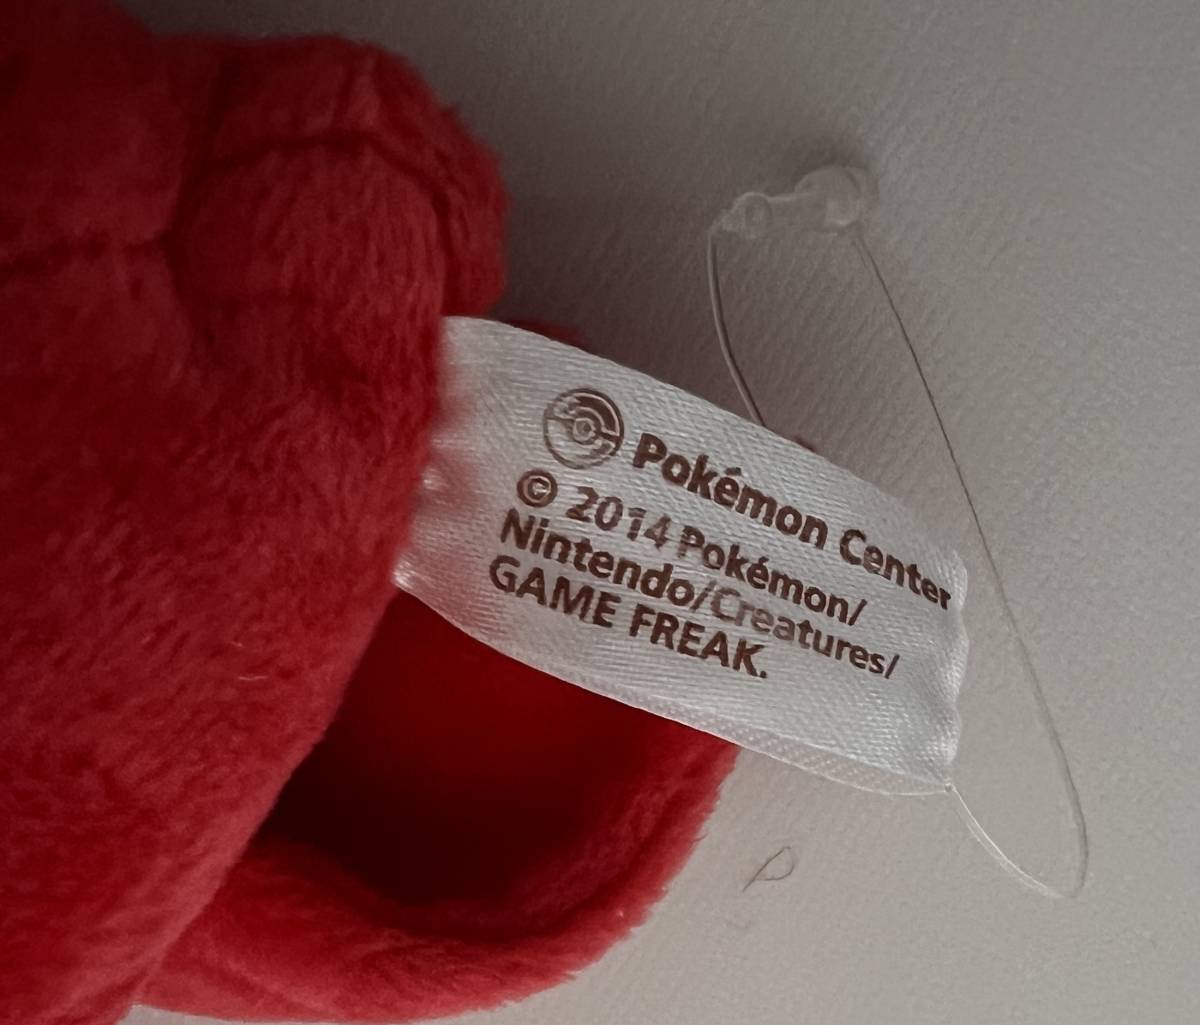 Pokémon Center
© 2014 Pokémon/
Nintendo/Creatures/
GAME FREAK.